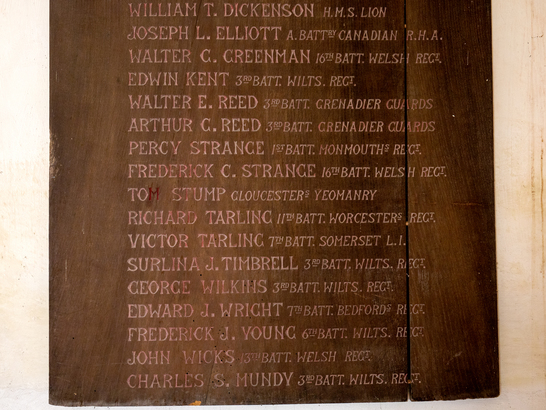 WILLIAM T. DICKENSON H.M.S. LION
JOSEPH L. ELLIOTT A. BATTRY CANADIAN R.H.A.
WALTER G. GREENMAN 16TH BATT. WELSH REGT.
EDWIN KENT 3RD BATT. WILTS. REGT.
WALTER E. REED 3RD BATT. GRENADIER GUARDS
ARTHUR G. REED 3RD BATT. GRENADIER GUARDS
PERCY STRANGE 1ST BATT. MONMOUTHS REGT.
FREDERICK C. STRANGE 16TH BATT. WELSH REGT.
TOM STUMP GLOUCESTERS YEOMANRY
RICHARD TARLING 11TH BATT. WORCESTERS REGT.
VICTOR TARLING 7TH BATT. SOMERSET L.I.
SURLINA J. TIMBRELL 3RD BATT. WILTS. REGT.
GEORGE WILKINS 3RD BATT. WILTS. REGT.
EDWARD J. WRIGHT 7TH BATT. BEDFORDS REGT.
FREDERICK J. YOUNG 6TH BATT. WILTS. REGT.
JOHN WICKS 13TH BATT. WELSH REGT.
CHARLES S. MUNDY 3RD BATT. WILTS. REGT.